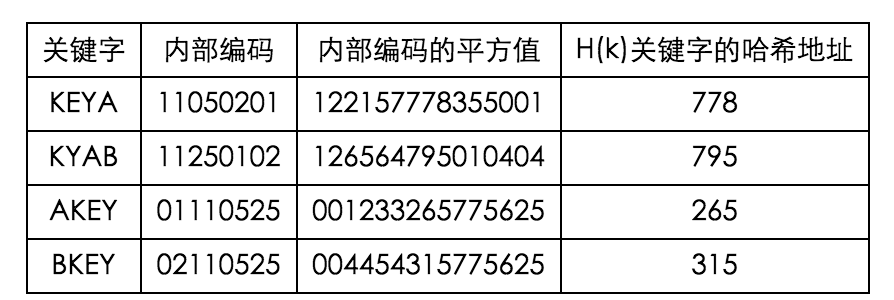 关键字 内部编码 内部编码的平方值 H(k)关键字的哈希地址
KEYA 11050201 122157778355001 778
KYAB 11250102 126564795010404 795
AKEY 01110525 001233265775625 265
BKEY 02110525 004454315775625 315